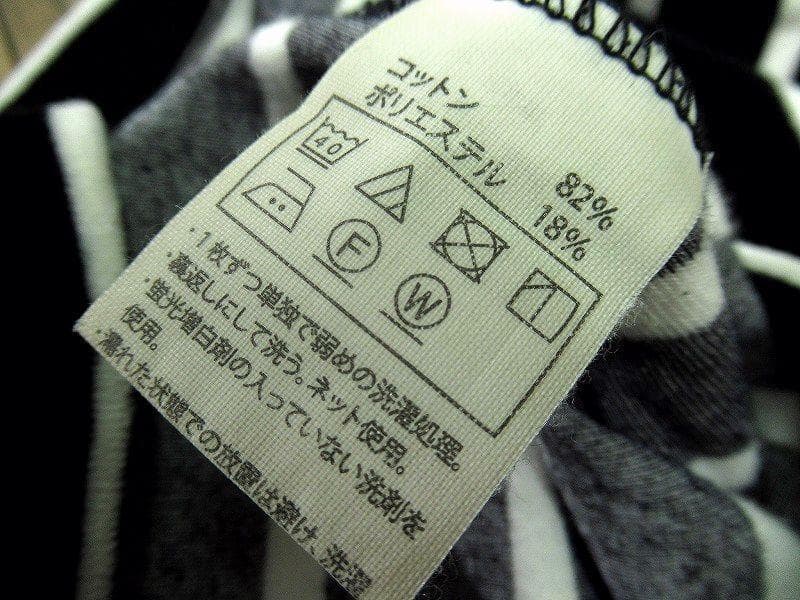 コットン 82%
ポリエステル 18%
40
F W
・1枚ずつ単独で弱めの洗濯処理。
・裏返しにして洗う。ネット使用。
・蛍光増白剤の入っていない洗剤を
使用。
・濡れた状態での放置は避け、洗濯